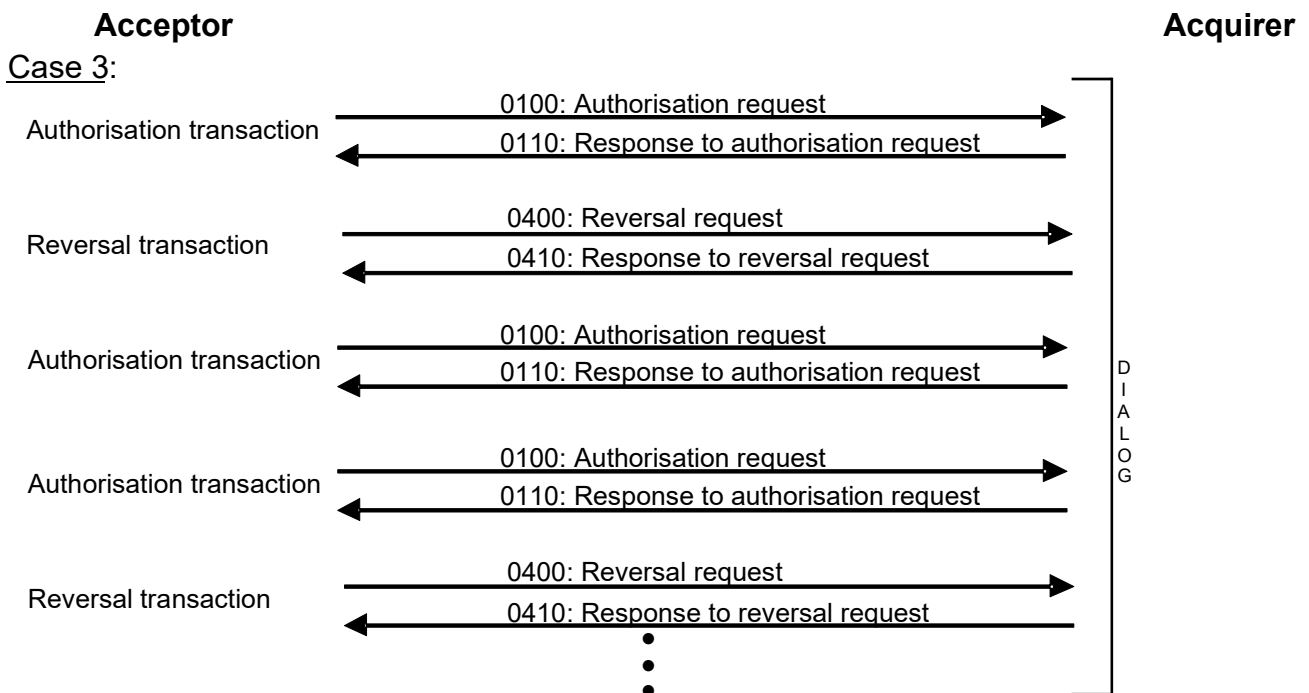 Acceptor Acquirer
Case 3:
0100: Authorisation request
Authorisation transaction
0110: Response to authorisation request
0400: Reversal request
Reversal transaction
0410: Response to reversal request
0100: Authorisation request
Authorisation transaction
0110: Response to authorisation request
DIALOG
0100: Authorisation request
Authorisation transaction
0110: Response to authorisation request
0400: Reversal request
Reversal transaction
0410: Response to reversal request